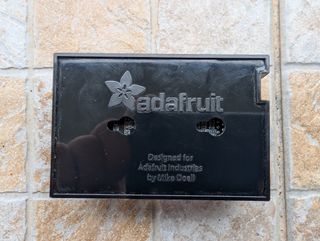 adafruit
Designed for
Adafruit Industries
by Mike Doell